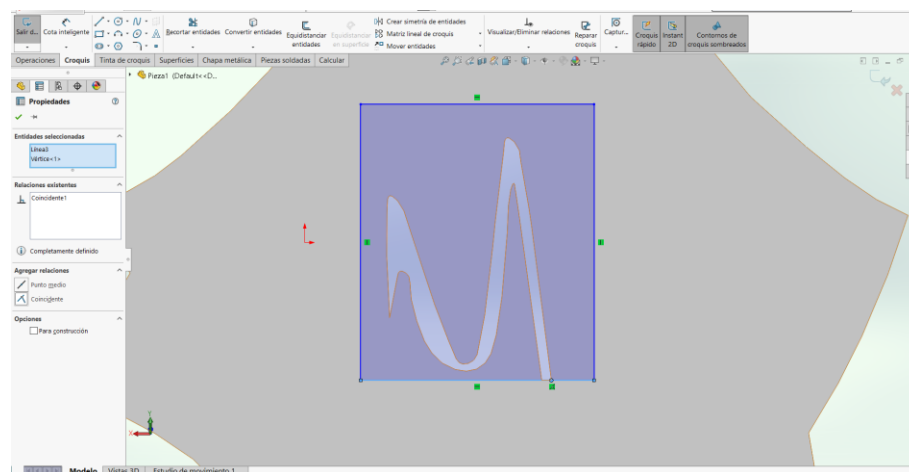 Salir d... Cota inteligente Recortar entidades Convertir entidades Equidistanciar entidades Equidistanciar en superficie Crear simetría de entidades Visualizar/Eliminar relaciones Reparar croquis Captur... Croquis rápido Instant 2D Contornos de croquis sombreados
Matriz lineal de croquis
Mover entidades
Operaciones Croquis Tinta de croquis Superficies Chapa metálica Piezas soldadas Calcular
Pieza1 (Default<<D...
Propiedades
Entidades seleccionadas
Línea3
Vértice<1>
Relaciones existentes
Coincidente1
Completamente definido
Agregar relaciones
Punto medio
Coincidente
Opciones
Para construcción
Y
X
Modelo Vistas 3D Estudio de movimiento 1